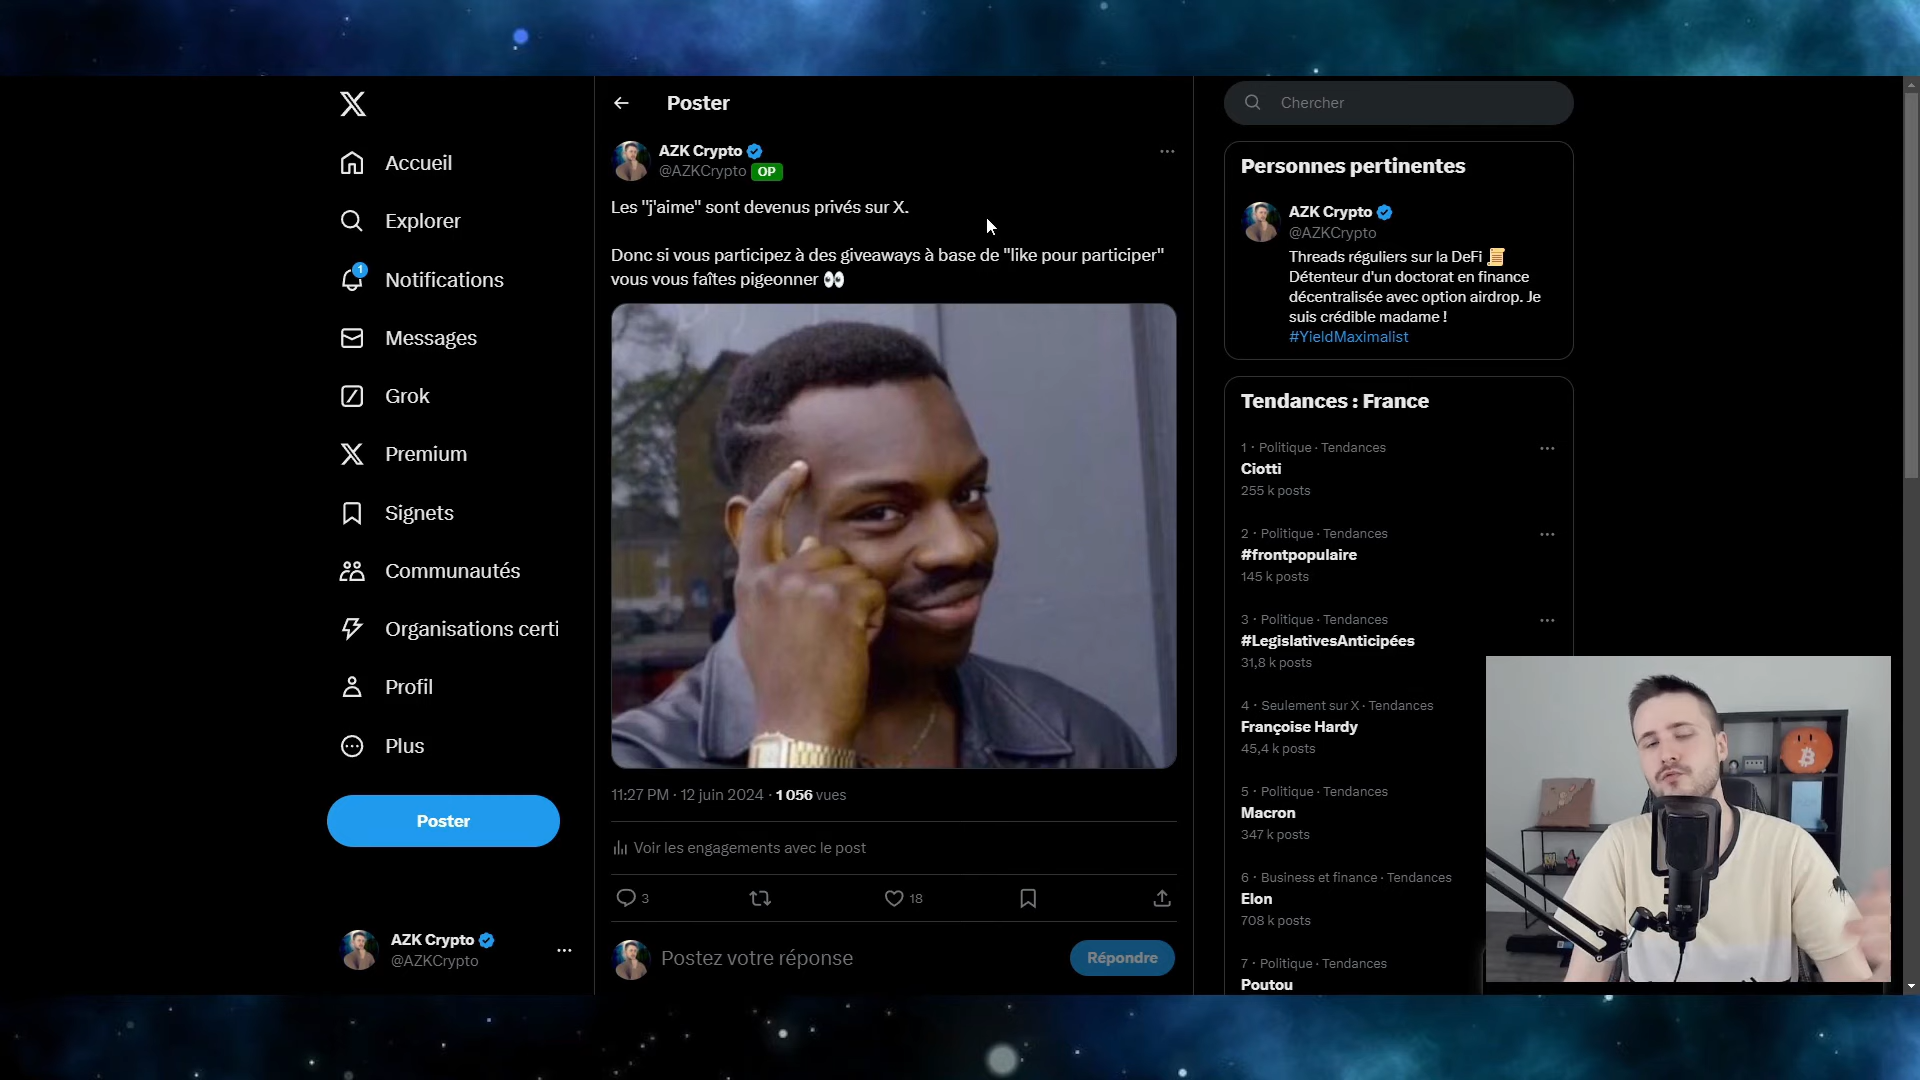 Accueil
Explorer
1
Notifications
Messages
Grok
Premium
Signets
Communautés
Organisations certi
Profil
Plus
Poster
AZK Crypto
@AZKCrypto
Poster
AZK Crypto
@AZKCrypto OP
Les "j'aime" sont devenus privés sur X.
Donc si vous participez à des giveaways à base de "like pour participer"
vous vous faîtes pigeonner 👀
11:27 PM · 12 juin 2024 · 1 056 vues
Voir les engagements avec le post
3
18
Postez votre réponse
Répondre
Chercher
Personnes pertinentes
AZK Crypto
@AZKCrypto
Threads réguliers sur la DeFi 📜
Détenteur d'un doctorat en finance
décentralisée avec option airdrop. Je
suis crédible madame !
#YieldMaximalist
Tendances : France
1 · Politique · Tendances
Ciotti
255 k posts
2 · Politique · Tendances
#frontpopulaire
145 k posts
3 · Politique · Tendances
#LegislativesAnticipées
31,8 k posts
4 · Seulement sur X · Tendances
Françoise Hardy
45,4 k posts
5 · Politique · Tendances
Macron
347 k posts
6 · Business et finance · Tendances
Elon
708 k posts
7 · Politique · Tendances
Poutou